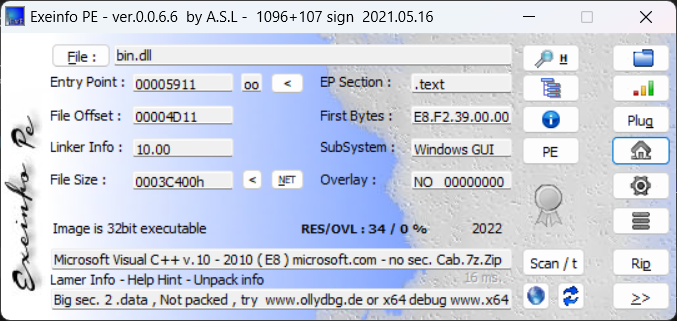 Exeinfo PE - ver.0.0.6.6 by A.S.L - 1096+107 sign 2021.05.16
File : bin.dll H
Entry Point : 00005911 oo < EP Section : .text
File Offset : 00004D11 First Bytes : E8.F2.39.00.00 Plug
Linker Info : 10.00 SubSystem : Windows GUI PE
File Size : 0003C400h < NET Overlay : NO 00000000
Image is 32bit executable RES/OVL : 34 / 0 % 2022
Microsoft Visual C++ v.10 - 2010 ( E8 ) microsoft.com - no sec. Cab.7z.Zip Scan / t Rip
Lamer Info - Help Hint - Unpack info 16 ms.
Big sec. 2 .data , Not packed , try www.ollydbg.de or x64 debug www.x64 >>
Exeinfo Pe